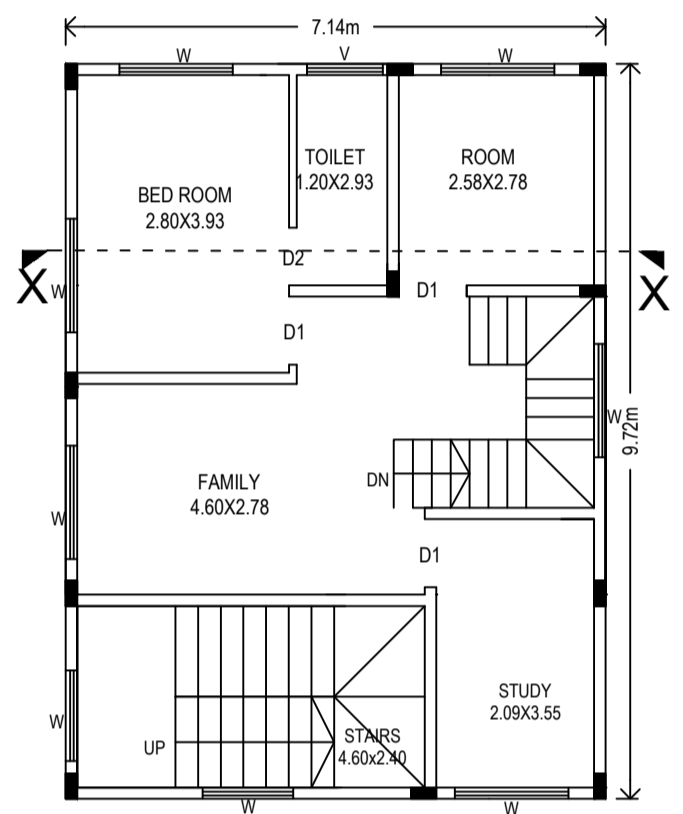 7.14m
W
V
W
TOILET
1.20X2.93
ROOM
2.58X2.78
BED ROOM
2.80X3.93
D2
X
W
D1
X
D1
W
9.72m
FAMILY
4.60X2.78
DN
W
D1
STUDY
2.09X3.55
W
UP
STAIRS
4.60x2.40
W
W